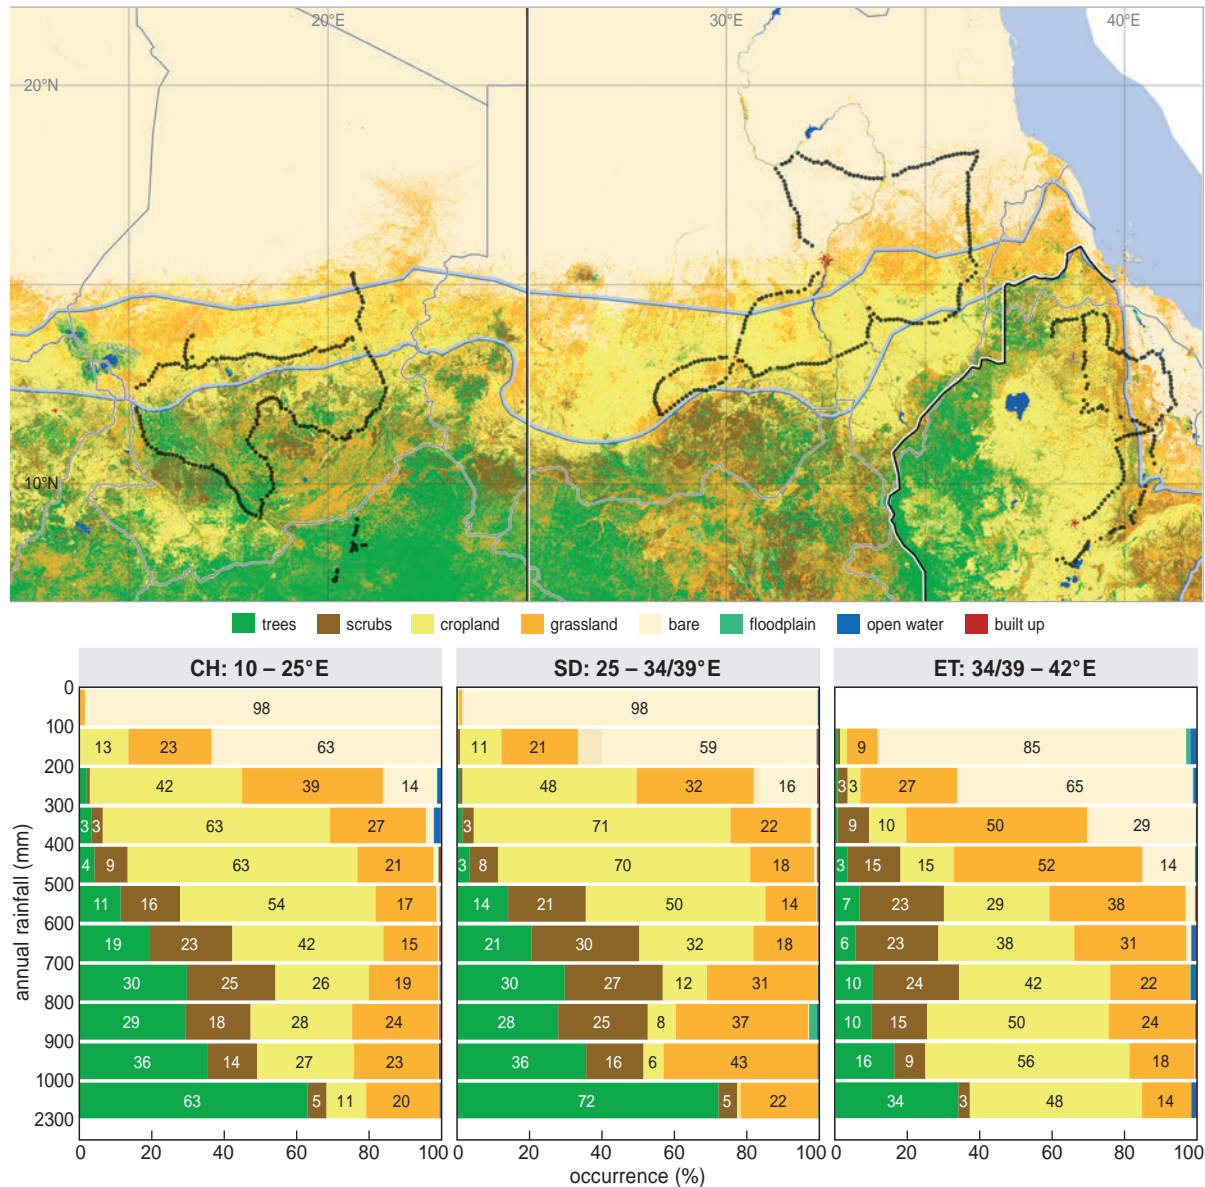 20°E 30°E 40°E
20°N
10°N
trees scrubs cropland grassland bare floodplain open water built up
CH: 10 – 25°E SD: 25 – 34/39°E ET: 34/39 – 42°E
0
98 98
100
13 23 63 11 21 59 9 85
200
42 39 14 48 32 16 3 3 27 65
300
3 3 63 27 3 71 22 9 10 50 29
400
4 9 63 21 3 8 70 18 3 15 15 52 14
500
11 16 54 17 14 21 50 14 7 23 29 38
600
19 23 42 15 21 30 32 18 6 23 38 31
700
30 25 26 19 30 27 12 31 10 24 42 22
800
29 18 28 24 28 25 8 37 10 15 50 24
900
36 14 27 23 36 16 6 43 16 9 56 18
1000
63 5 11 20 72 5 22 34 3 48 14
2300
annual rainfall (mm)
0 20 40 60 80 100 0 20 40 60 80 100 0 20 40 60 80 100
occurrence (%)